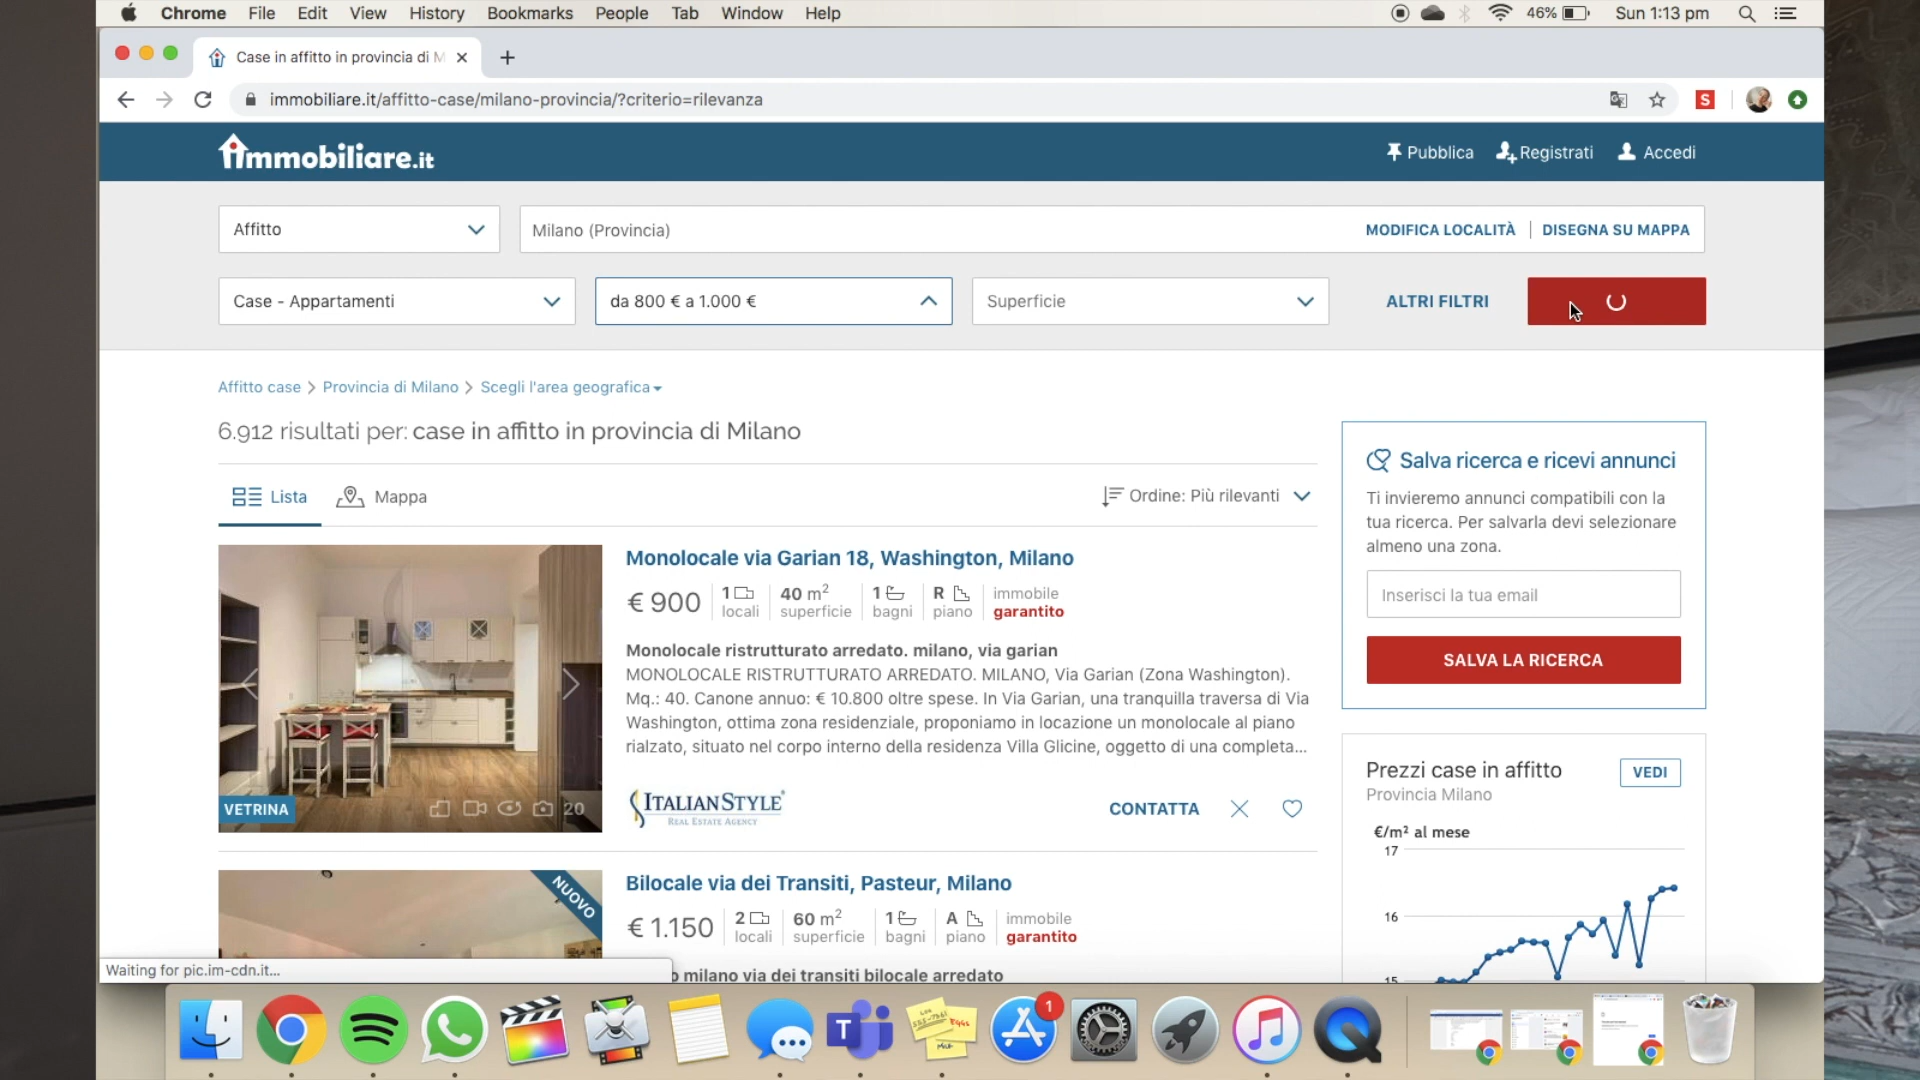 Chrome File Edit View History Bookmarks People Tab Window Help 46% Sun 1:13 pm
Case in affitto in provincia di M
immobiliare.it/affitto-case/milano-provincia/?criterio=rilevanza
S
immobiliare.it
Pubblica Registrati Accedi
Affitto
Milano (Provincia)
MODIFICA LOCALITÀ | DISEGNA SU MAPPA
Case - Appartamenti
da 800 € a 1.000 €
Superficie
ALTRI FILTRI
Affitto case > Provincia di Milano > Scegli l'area geografica
6.912 risultati per: case in affitto in provincia di Milano
Lista
Mappa
Ordine: Più rilevanti
Monolocale via Garian 18, Washington, Milano
€ 900
1
locali
40 m²
superficie
1
bagni
R
piano
immobile
garantito
Monolocale ristrutturato arredato. milano, via garian
MONOLOCALE RISTRUTTURATO ARREDATO. MILANO, Via Garian (Zona Washington).
Mq.: 40. Canone annuo: € 10.800 oltre spese. In Via Garian, una tranquilla traversa di Via
Washington, ottima zona residenziale, proponiamo in locazione un monolocale al piano
rialzato, situato nel corpo interno della residenza Villa Glicine, oggetto di una completa...
VETRINA
20
ITALIAN STYLE
REAL ESTATE AGENCY
CONTATTA
NUOVO
Bilocale via dei Transiti, Pasteur, Milano
€ 1.150
2
locali
60 m²
superficie
1
bagni
A
piano
immobile
garantito
o milano via dei transiti bilocale arredato
Salva ricerca e ricevi annunci
Ti invieremo annunci compatibili con la
tua ricerca. Per salvarla devi selezionare
almeno una zona.
Inserisci la tua email
SALVA LA RICERCA
Prezzi case in affitto
VEDI
Provincia Milano
€/m² al mese
17
16
15
Waiting for pic.im-cdn.it...
T
1